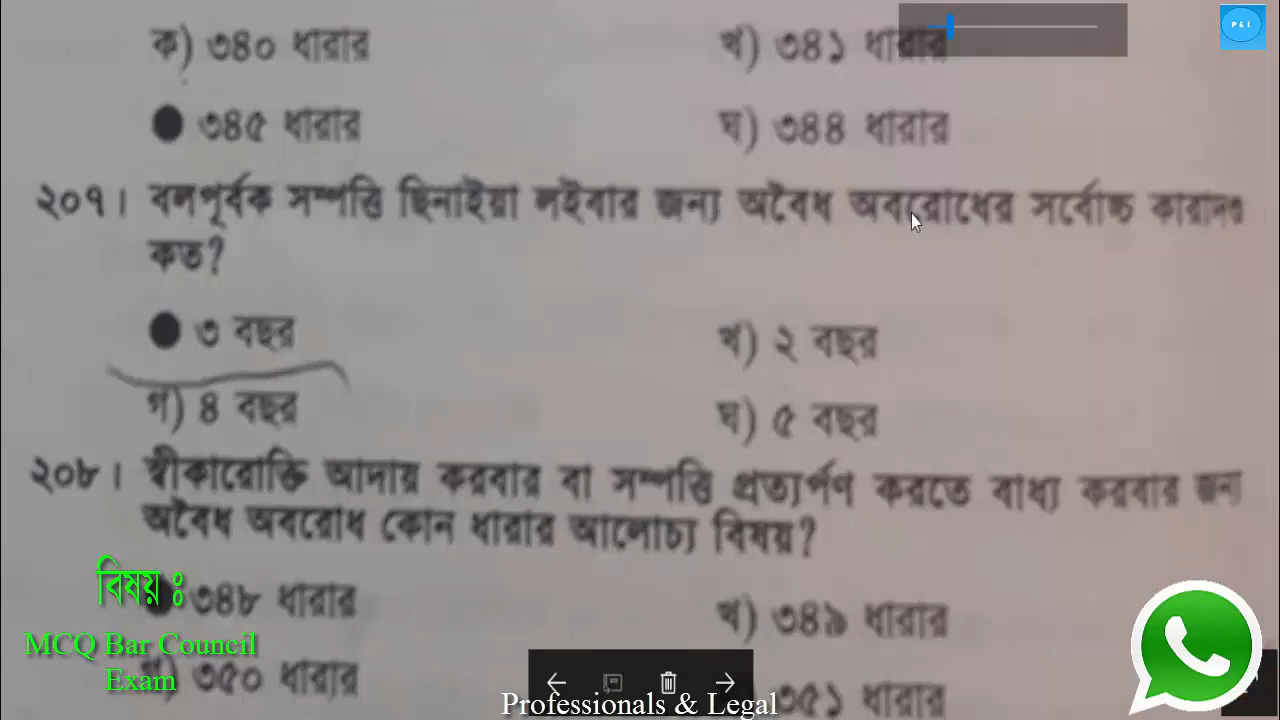 ক) ৩৪০ ধারার
খ) ৩৪১ ধারার
৩৪৫ ধারার
ঘ) ৩৪৪ ধারার
২০৭। বলপূর্বক সম্পত্তি ছিনাইয়া লইবার জন্য অবৈধ অবরোধের সর্বোচ্চ কারাদণ্ড
কত?
৩ বছর
খ) ২ বছর
গ) ৪ বছর
ঘ) ৫ বছর
২০৮। স্বীকারোক্তি আদায় করবার বা সম্পত্তি প্রত্যর্পণ করতে বাধ্য করবার জন্য
অবৈধ অবরোধ কোন ধারার আলোচ্য বিষয়?
৩৪৮ ধারার
খ) ৩৪৯ ধারার
গ) ৩৫০ ধারার
৩৫১ ধারার
বিষয় ঃ
MCQ Bar Council
Exam
Professionals & Legal
P & L